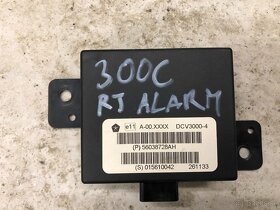 300C
RT ALARM
e11 A-00.XXXX DCV3000-4
(P) 56038728AH
(S) 015610042 261133